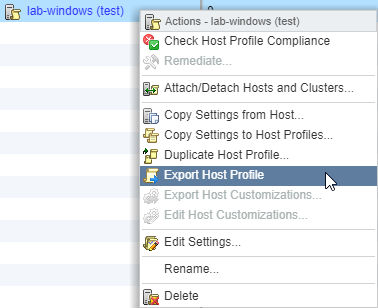 lab-windows (test)
Actions - lab-windows (test)
Check Host Profile Compliance
Remediate...
Attach/Detach Hosts and Clusters...
Copy Settings from Host...
Copy Settings to Host Profiles...
Duplicate Host Profile...
Export Host Profile
Export Host Customizations...
Edit Host Customizations...
Edit Settings...
Rename...
Delete